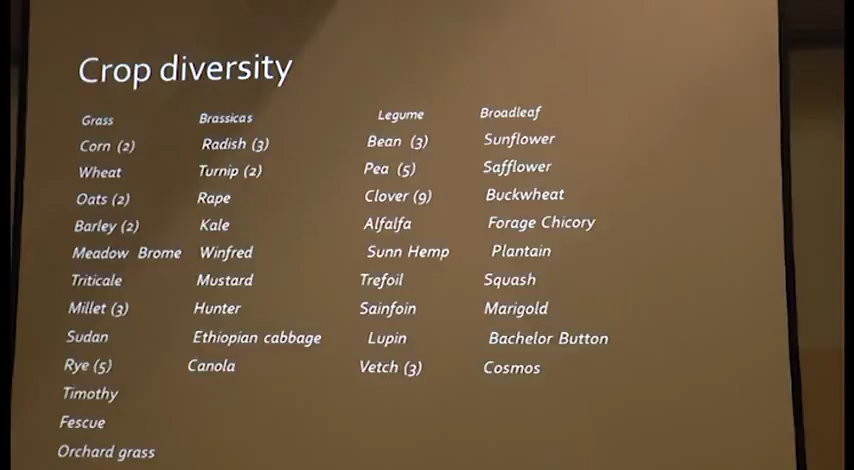 Crop diversity
Grass Brassicas Legume Broadleaf
Corn (2) Radish (3) Bean (3) Sunflower
Wheat Turnip (2) Pea (5) Safflower
Oats (2) Rape Clover (9) Buckwheat
Barley (2) Kale Alfalfa Forage Chicory
Meadow Brome Winfred Sunn Hemp Plantain
Triticale Mustard Trefoil Squash
Millet (3) Hunter Sainfoin Marigold
Sudan Ethiopian cabbage Lupin Bachelor Button
Rye (5) Canola Vetch (3) Cosmos
Timothy
Fescue
Orchard grass